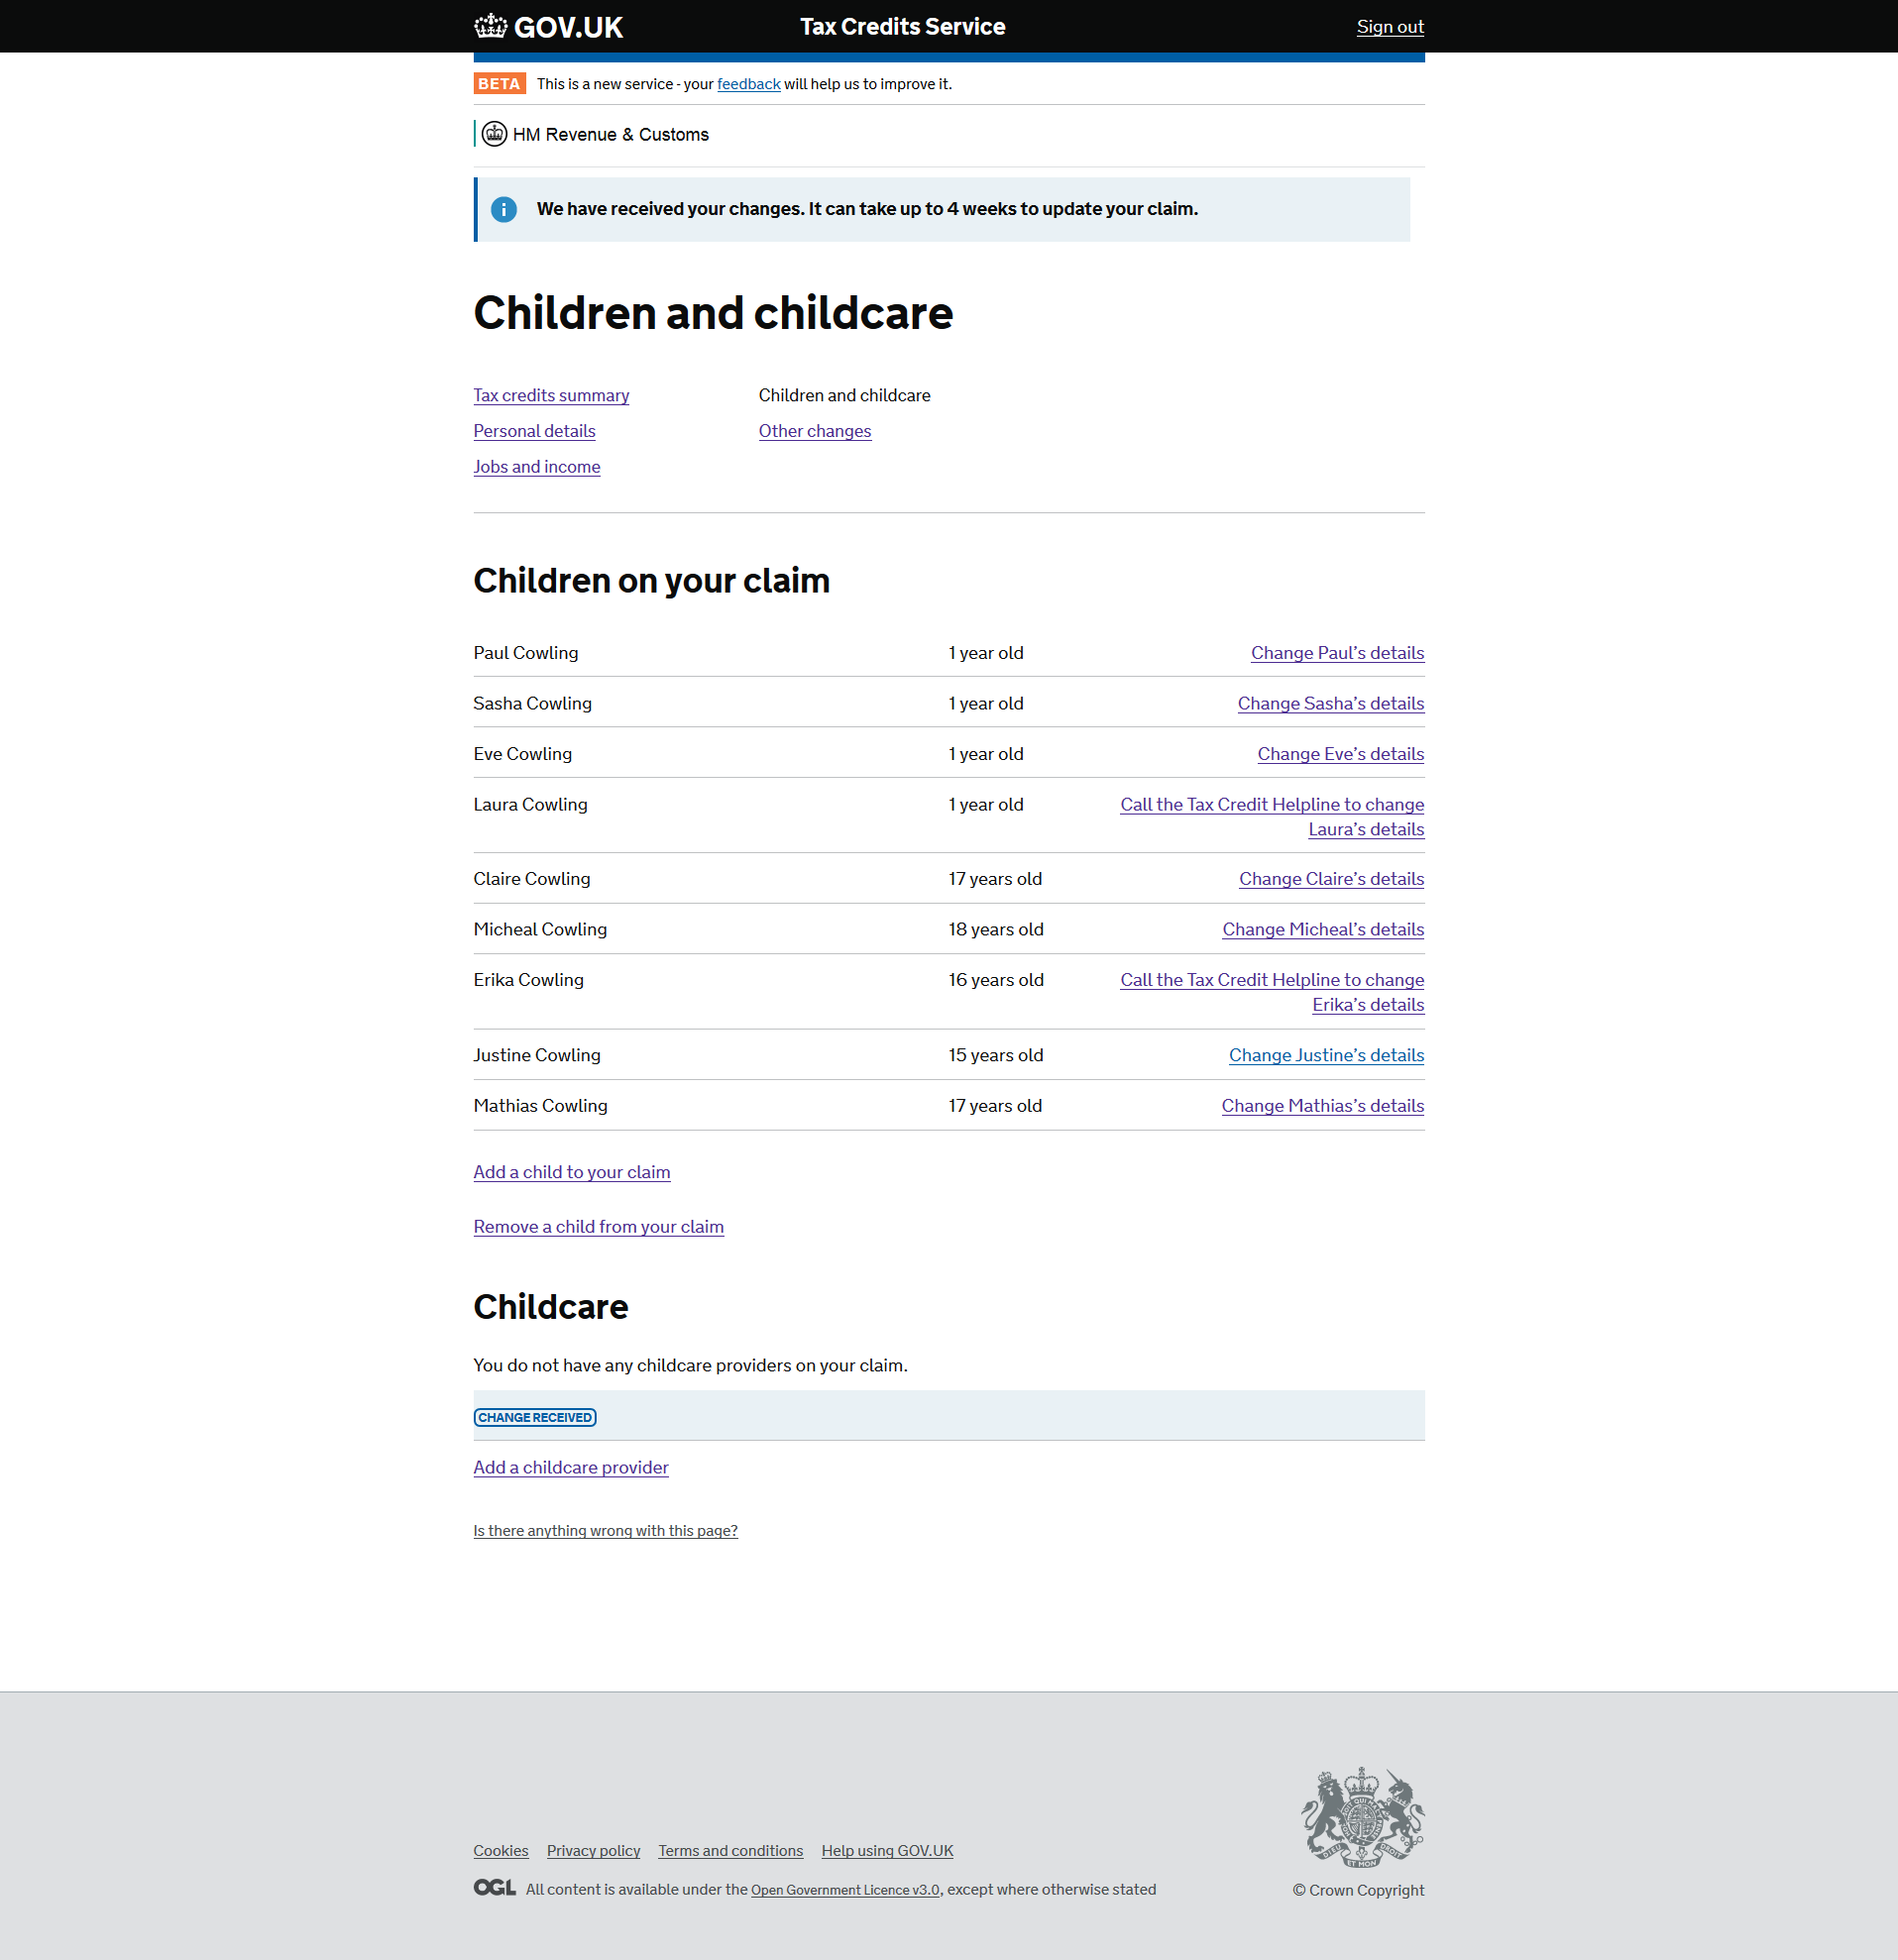 GOV.UK
Tax Credits Service
Sign out
BETA This is a new service - your feedback will help us to improve it.
HM Revenue & Customs
We have received your changes. It can take up to 4 weeks to update your claim.
Children and childcare
Tax credits summary
Personal details
Jobs and income
Children and childcare
Other changes
Children on your claim
Paul Cowling 1 year old Change Paul’s details
Sasha Cowling 1 year old Change Sasha’s details
Eve Cowling 1 year old Change Eve’s details
Laura Cowling 1 year old Call the Tax Credit Helpline to change
Laura’s details
Claire Cowling 17 years old Change Claire’s details
Micheal Cowling 18 years old Change Micheal’s details
Erika Cowling 16 years old Call the Tax Credit Helpline to change
Erika’s details
Justine Cowling 15 years old Change Justine’s details
Mathias Cowling 17 years old Change Mathias’s details
Add a child to your claim
Remove a child from your claim
Childcare
You do not have any childcare providers on your claim.
CHANGE RECEIVED
Add a childcare provider
Is there anything wrong with this page?
Cookies Privacy policy Terms and conditions Help using GOV.UK
OGL All content is available under the Open Government Licence v3.0, except where otherwise stated
© Crown Copyright